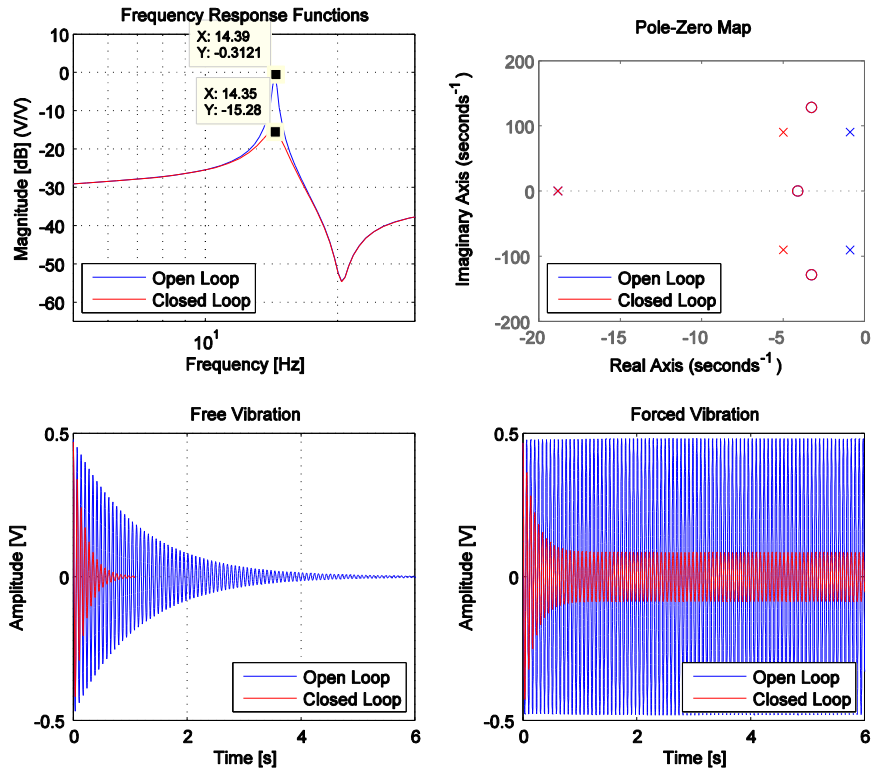 Frequency Response Functions
X: 14.39
Y: -0.3121
X: 14.35
Y: -15.28
10
0
-10
-20
-30
-40
-50
-60
Magnitude [dB] (V/V)
Open Loop
Closed Loop
10^1
Frequency [Hz]
Pole-Zero Map
200
100
0
-100
-200
Imaginary Axis (seconds^-1)
Open Loop
Closed Loop
-20
-15
-10
-5
0
Real Axis (seconds^-1)
Free Vibration
0.5
0
-0.5
Amplitude [V]
Open Loop
Closed Loop
0
2
4
6
Time [s]
Forced Vibration
0.5
0
-0.5
Amplitude [V]
Open Loop
Closed Loop
0
2
4
6
Time [s]